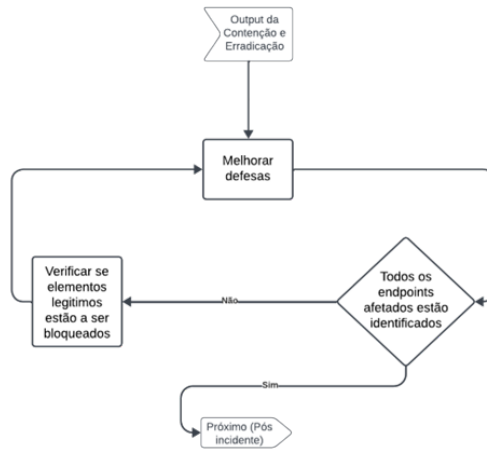 Output da
Contenção e
Erradicação
Melhorar
defesas
Verificar se
elementos
legitimos
estão a ser
bloqueados
Não
Todos os
endpoints
afetados estão
identificados
Sim
Próximo (Pós
incidente)